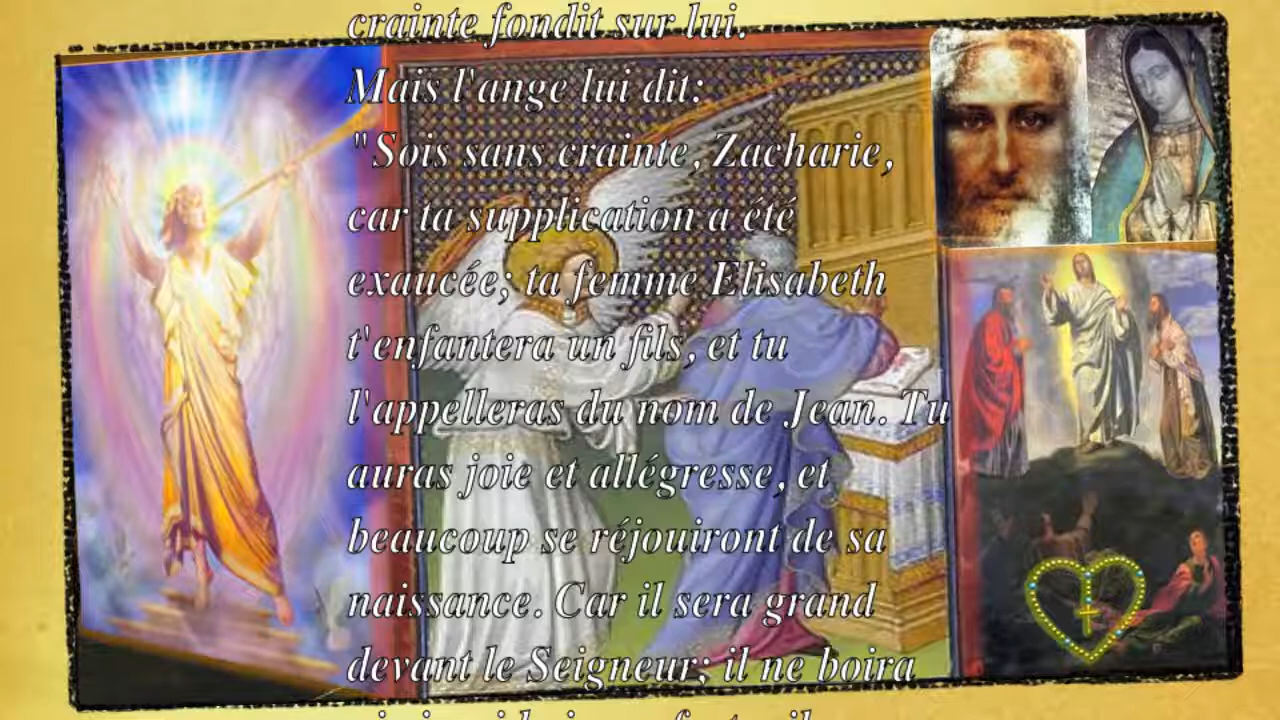 crainte fondit sur lui.
Mais l'ange lui dit:
"Sois sans crainte, Zacharie,
car ta supplication a été
exaucée; ta femme Elisabeth
t'enfantera un fils, et tu
l'appelleras du nom de Jean. Tu
auras joie et allégresse, et
beaucoup se réjouiront de sa
naissance. Car il sera grand
devant le Seigneur; il ne boira